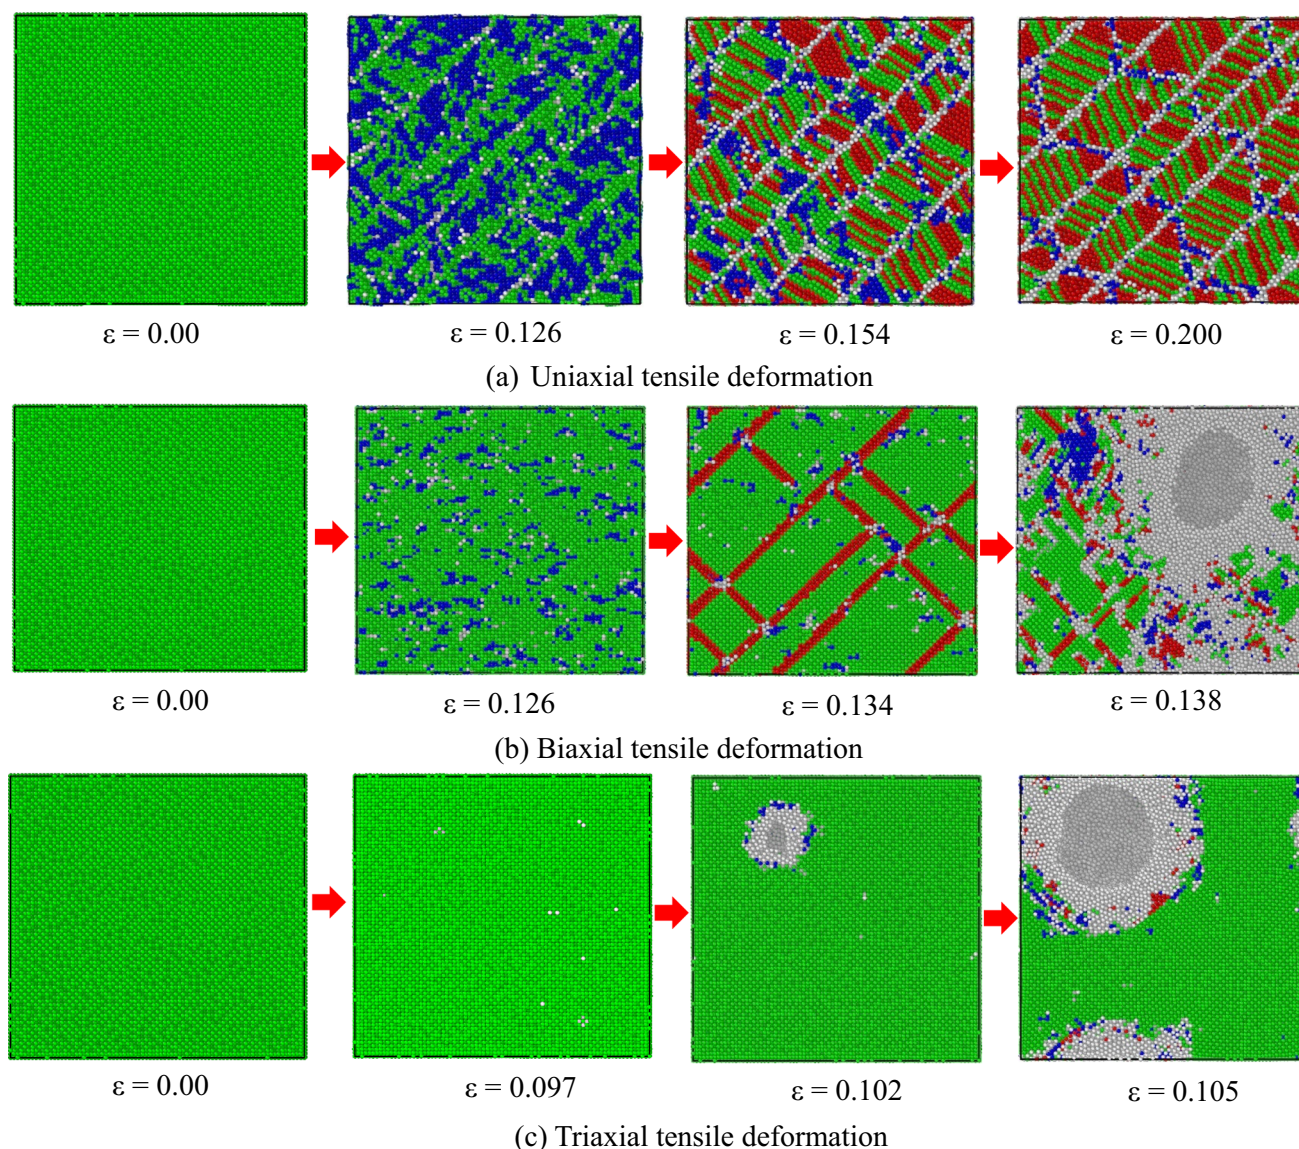 ε = 0.00
ε = 0.126
ε = 0.154
ε = 0.200
(a) Uniaxial tensile deformation
ε = 0.00
ε = 0.126
ε = 0.134
ε = 0.138
(b) Biaxial tensile deformation
ε = 0.00
ε = 0.097
ε = 0.102
ε = 0.105
(c) Triaxial tensile deformation